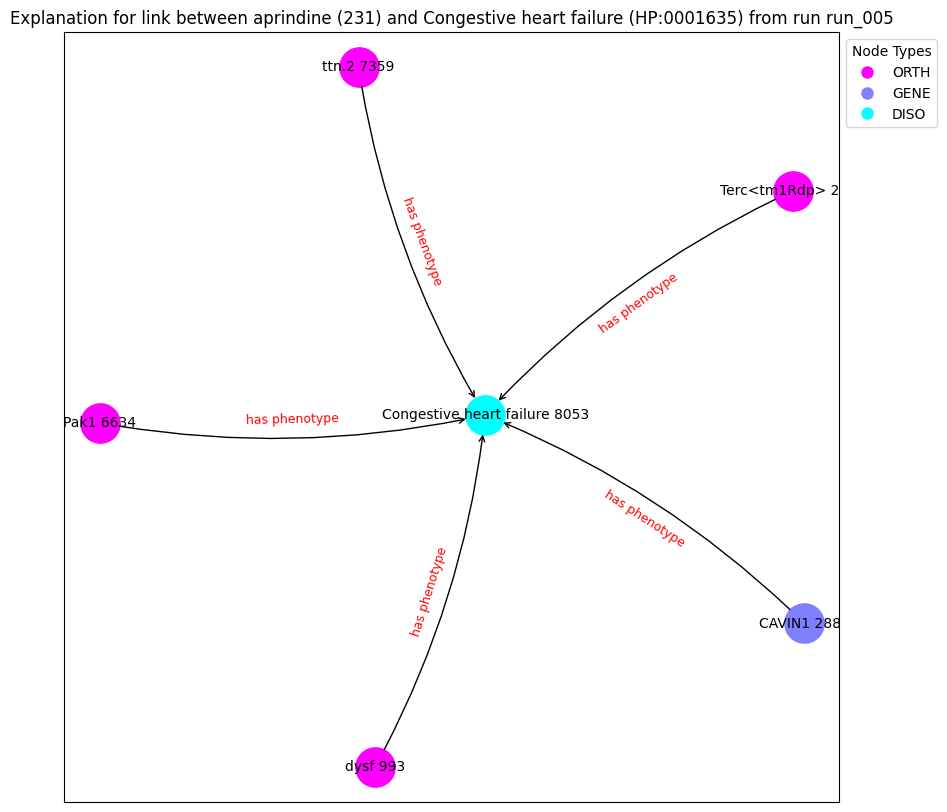 Explanation for link between aprindine (231) and Congestive heart failure (HP:0001635) from run run_005
Node Types
ORTH
GENE
DISO
ttn.2 7359
Terc<tm1Rdp> 2
has phenotype
has phenotype
Pak1 6634
has phenotype
Congestive heart failure 8053
has phenotype
has phenotype
CAVIN1 288
dysf 993